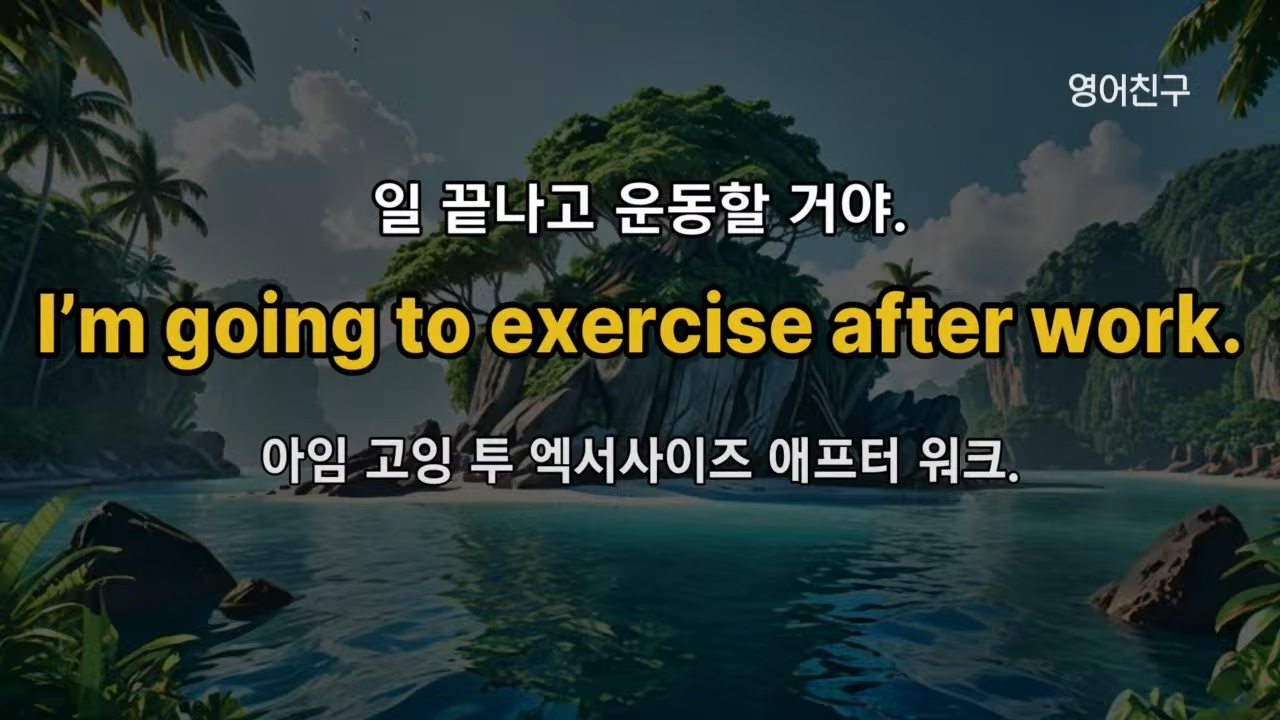 영어친구
일 끝나고 운동할 거야.
I’m going to exercise after work.
아임 고잉 투 엑서사이즈 애프터 워크.